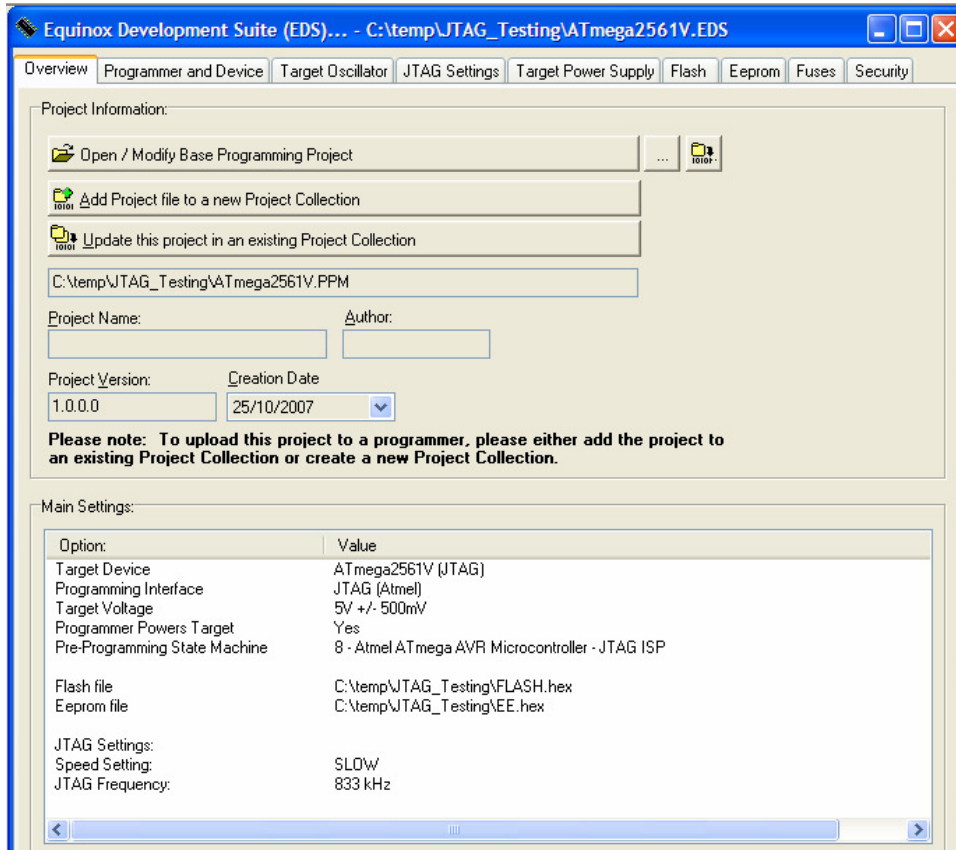 Equinox Development Suite (EDS)... - C:\temp\JTAG_Testing\ATmega2561V.EDS
Overview Programmer and Device Target Oscillator JTAG Settings Target Power Supply Flash Eeprom Fuses Security
Project Information:
Open / Modify Base Programming Project ...
Add Project file to a new Project Collection
Update this project in an existing Project Collection
C:\temp\JTAG_Testing\ATmega2561V.PPM
Project Name: Author:
Project Version: Creation Date
1.0.0.0 25/10/2007
Please note: To upload this project to a programmer, please either add the project to
an existing Project Collection or create a new Project Collection.
Main Settings:
Option: Value
Target Device ATmega2561V (JTAG)
Programming Interface JTAG (Atmel)
Target Voltage 5V +/- 500mV
Programmer Powers Target Yes
Pre-Programming State Machine 8 - Atmel ATmega AVR Microcontroller - JTAG ISP
Flash file C:\temp\JTAG_Testing\FLASH.hex
Eeprom file C:\temp\JTAG_Testing\EE.hex
JTAG Settings:
Speed Setting: SLOW
JTAG Frequency: 833 kHz